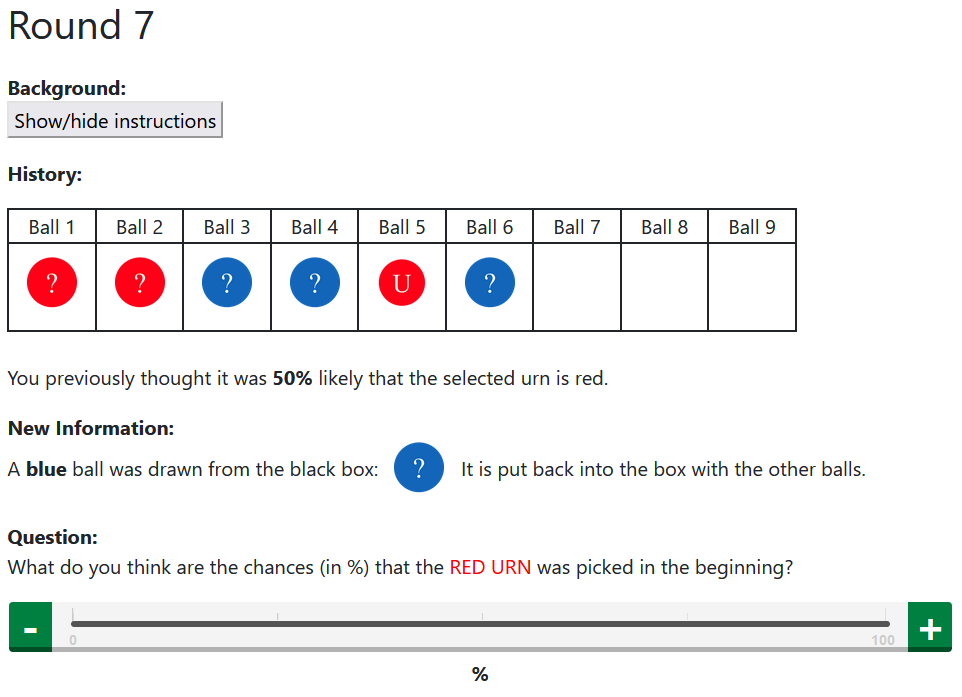 Round 7
Background:
Show/hide instructions
History:
Ball 1 Ball 2 Ball 3 Ball 4 Ball 5 Ball 6 Ball 7 Ball 8 Ball 9
? ? ? ? U ?
You previously thought it was 50% likely that the selected urn is red.
New Information:
A blue ball was drawn from the black box: ? It is put back into the box with the other balls.
Question:
What do you think are the chances (in %) that the RED URN was picked in the beginning?
- +
0 100
%